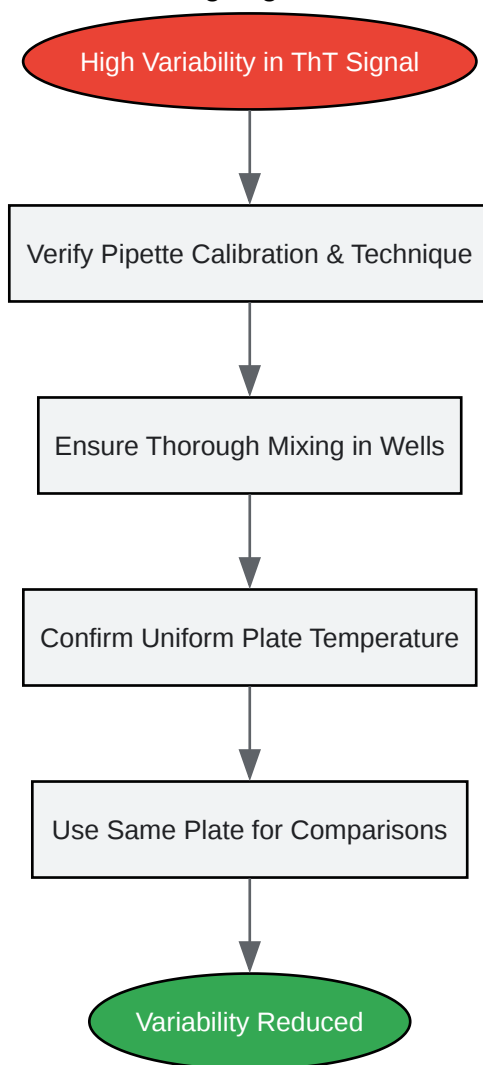 High Variability in ThT Signal
Verify Pipette Calibration & Technique
Ensure Thorough Mixing in Wells
Confirm Uniform Plate Temperature
Use Same Plate for Comparisons
Variability Reduced